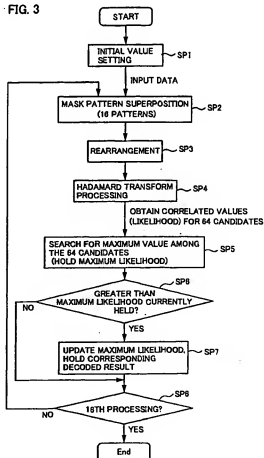 FIG. 3
START
INITIAL VALUE
SETTING
SP1
INPUT DATA
MASK PATTERN SUPERPOSITION
(16 PATTERNS)
SP2
REARRANGEMENT
SP3
HADAMARD TRANSFORM
PROCESSING
SP4
OBTAIN CORRELATED VALUES
(LIKELIHOOD) FOR 64 CANDIDATES
SEARCH FOR MAXIMUM VALUE AMONG
THE 64 CANDIDATES
(HOLD MAXIMUM LIKELIHOOD)
SP5
SP6
GREATER THAN
MAXIMUM LIKELIHOOD CURRENTLY
HELD?
NO
YES
UPDATE MAXIMUM LIKELIHOOD,
HOLD CORRESPONDING
DECODED RESULT
SP7
SP8
16TH PROCESSING?
NO
YES
End